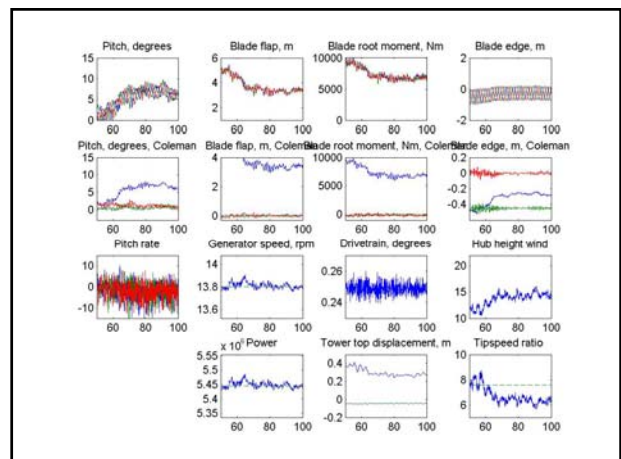 Pitch, degrees
15
10
5
0
60 80 100
Blade flap, m
6
4
2
60 80 100
Blade root moment, Nm
10000
5000
0
60 80 100
Blade edge, m
2
0
-2
60 80 100
Pitch, degrees, Coleman
15
10
5
0
60 80 100
Blade flap, m, Coleman
4
2
0
60 80 100
Blade root moment, Nm, Coleman
10000
5000
0
60 80 100
Blade edge, m, Coleman
0.2
0
-0.2
-0.4
60 80 100
Pitch rate
10
0
-10
60 80 100
Generator speed, rpm
14
13.8
13.6
60 80 100
Drivetrain, degrees
0.26
0.24
60 80 100
Hub height wind
20
15
10
60 80 100
Power
5.55
5.5
5.45
5.4
5.35
60 80 100
Tower top displacement, m
0.4
0.2
0
-0.2
60 80 100
Tipspeed ratio
10
8
6
60 80 100